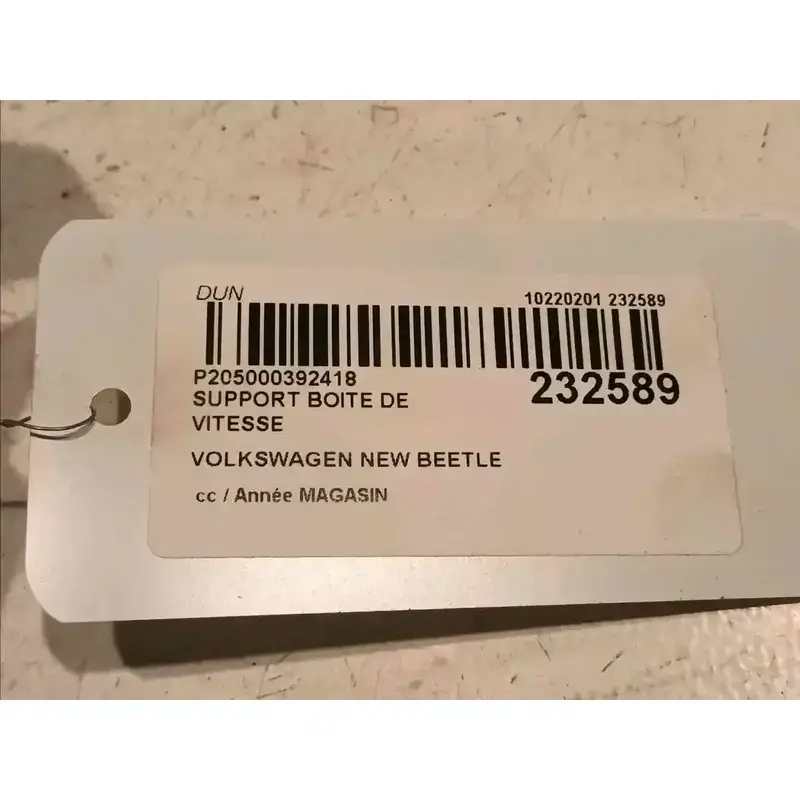 DUN 10220201 232589
P205000392418
232589
SUPPORT BOITE DE
VITESSE
VOLKSWAGEN NEW BEETLE
cc / Année MAGASIN